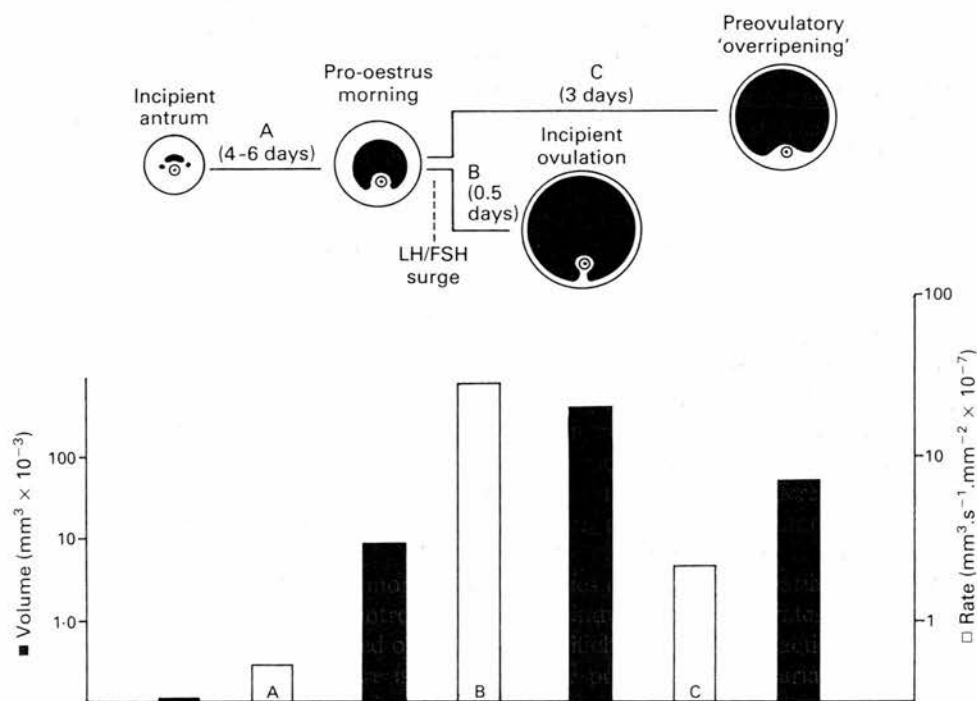 Preovulatory
'overripening'
Pro-oestrus
morning
C
(3 days)
Incipient
antrum
A
(4-6 days)
Incipient
ovulation
B
(0.5
days)
LH/FSH
surge
100
10
1
□ Rate (mm³.s⁻¹.mm⁻² × 10⁻⁷)
100
10
1·0
■ Volume (mm³ × 10⁻³)
A
B
C